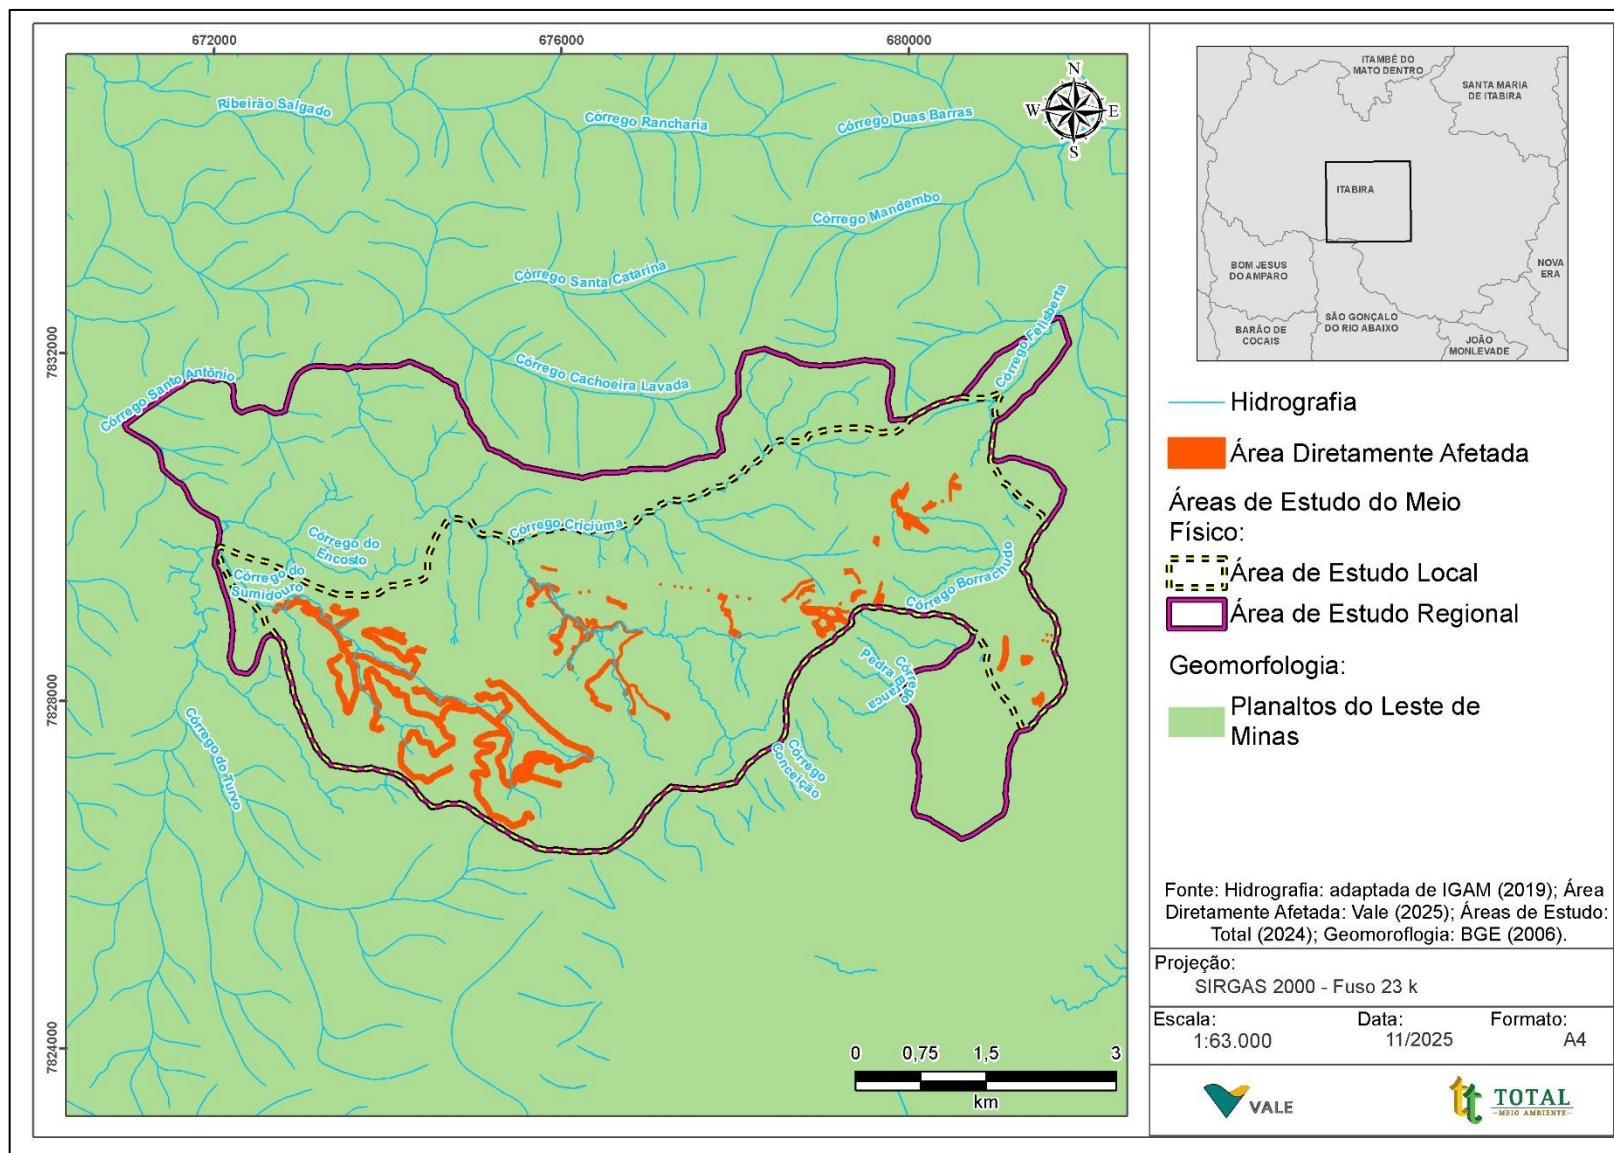 672000
676000
680000
7832000
7828000
7824000
N
W
E
S
Ribeirão Salgado
Córrego Rancharia
Córrego Duas Barras
Córrego Mandembo
Córrego Santa Catarina
Córrego Felisberta
Córrego Santo Antônio
Córrego Cachoeira Lavada
Córrego Criciúma
Córrego do
Encosto
Córrego do
Sumidouro
Córrego Borrachudo
Córrego
Pedra Branca
Córrego
Conceição
Córrego do Turvo
0 0,75 1,5 3
km
ITAMBÉ DO
MATO DENTRO
SANTA MARIA
DE ITABIRA
ITABIRA
BOM JESUS
DO AMPARO
NOVA
ERA
SÃO GONÇALO
DO RIO ABAIXO
BARÃO DE
COCAIS
JOÃO
MONLEVADE
Hidrografia
Área Diretamente Afetada
Áreas de Estudo do Meio
Físico:
Área de Estudo Local
Área de Estudo Regional
Geomorfologia:
Planaltos do Leste de
Minas
Fonte: Hidrografia: adaptada de IGAM (2019); Área
Diretamente Afetada: Vale (2025); Áreas de Estudo:
Total (2024); Geomoroflogia: BGE (2006).
Projeção:
SIRGAS 2000 - Fuso 23 k
Escala: Data: Formato:
1:63.000 11/2025 A4
VALE
tt TOTAL
MEIO AMBIENTE